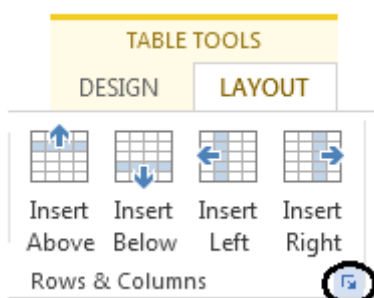 TABLE TOOLS
DESIGN LAYOUT
Insert Insert Insert Insert
Above Below Left Right
Rows & Columns